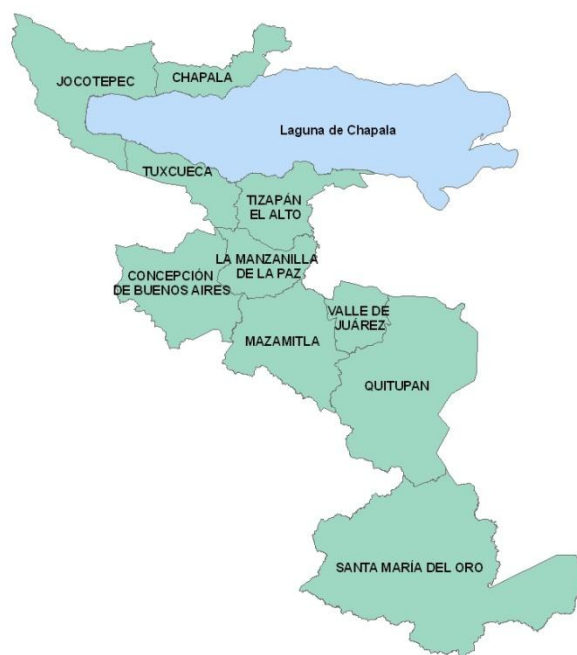 JOCOTEPEC
CHAPALA
Laguna de Chapala
TUXCUECA
TIZAPÁN
EL ALTO
LA MANZANILLA
DE LA PAZ
CONCEPCIÓN
DE BUENOS AIRES
VALLE DE
JUÁREZ
MAZAMITLA
QUITUPAN
SANTA MARÍA DEL ORO